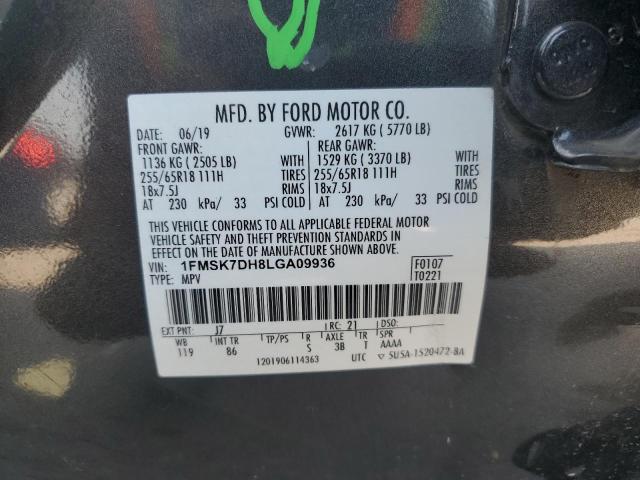 MFD. BY FORD MOTOR CO.
DATE: 06/19 GVWR: 2617 KG ( 5770 LB)
FRONT GAWR: REAR GAWR:
1136 KG ( 2505 LB) WITH 1529 KG ( 3370 LB) WITH
255/65R18 111H TIRES 255/65R18 111H TIRES
18x7.5J RIMS 18x7.5J RIMS
AT 230 kPa/ 33 PSI COLD AT 230 kPa/ 33 PSI COLD
THIS VEHICLE CONFORMS TO ALL APPLICABLE FEDERAL MOTOR
VEHICLE SAFETY AND THEFT PREVENTION STANDARDS IN
EFFECT ON THE DATE OF MANUFACTURE SHOWN ABOVE.
VIN: 1FMSK7DH8LGA09936 F0107
TYPE: MPV T0221
EXT PNT: J7 RC: 21 DSO:
WB INT TR TP/PS R AXLE TR SPR
119 86 S 3B T AAAA
1201906114363 UTC ▽ 5U5A-1520472-BA